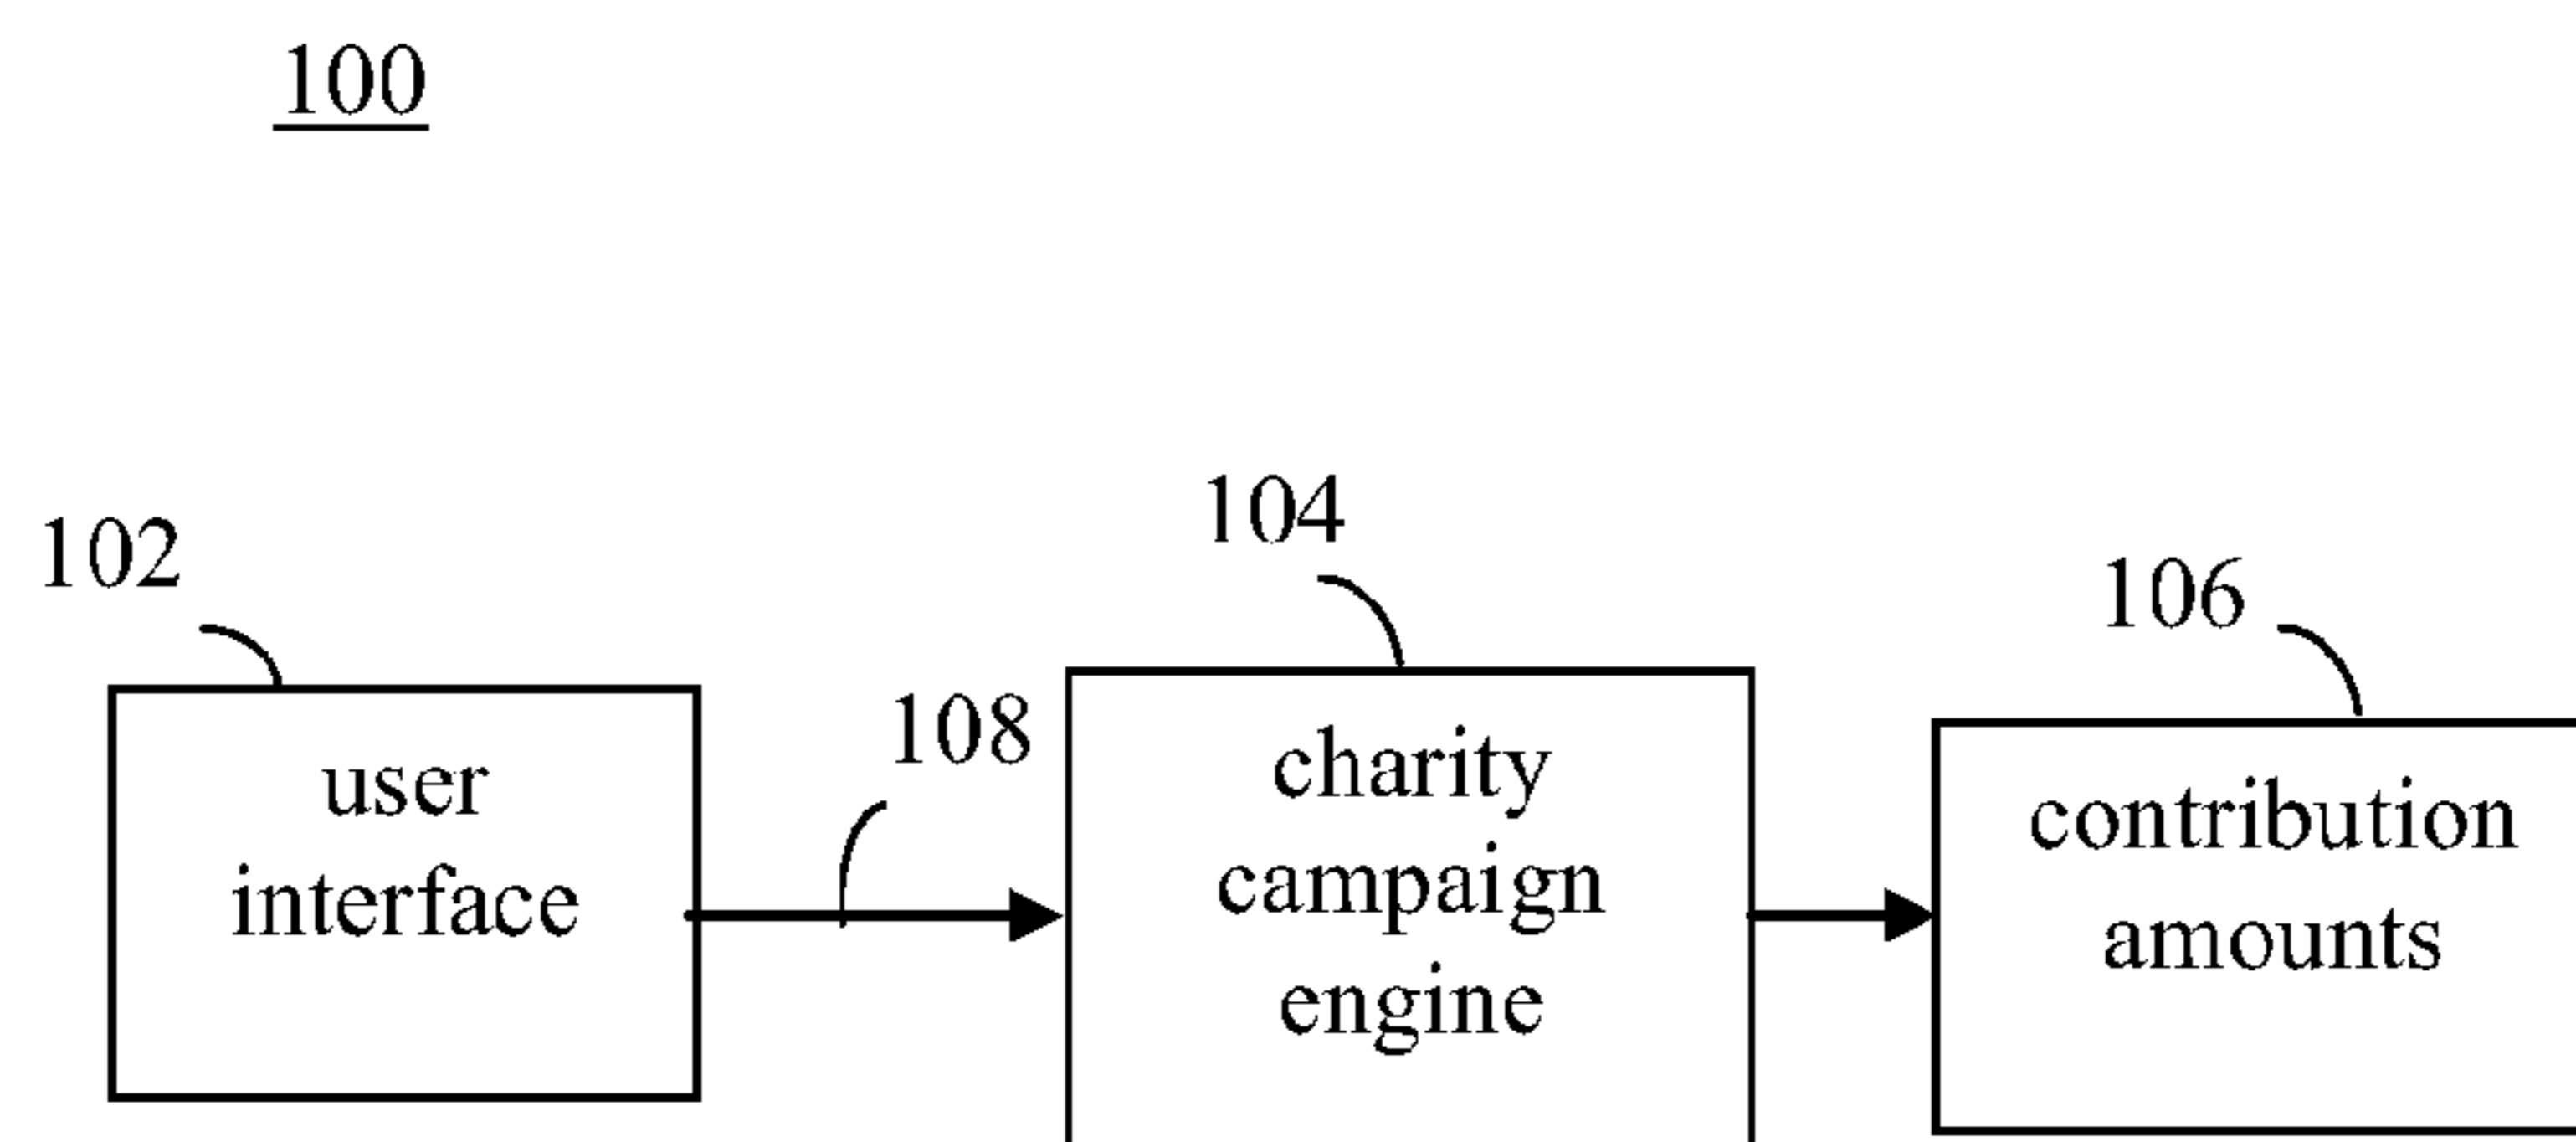 100
102
104
106
108
user
interface
charity
campaign
engine
contribution
amounts